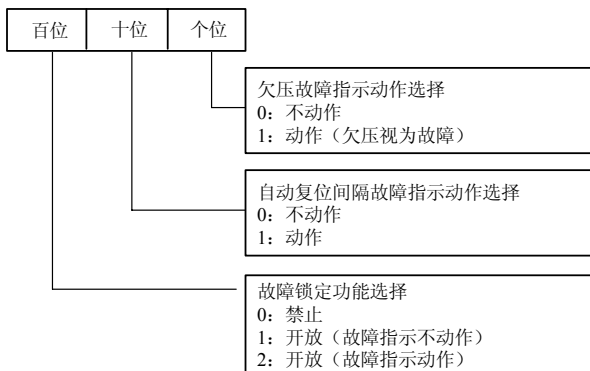 百位 十位 个位
欠压故障指示动作选择
0：不动作
1：动作（欠压视为故障）
自动复位间隔故障指示动作选择
0：不动作
1：动作
故障锁定功能选择
0：禁止
1：开放（故障指示不动作）
2：开放（故障指示动作）